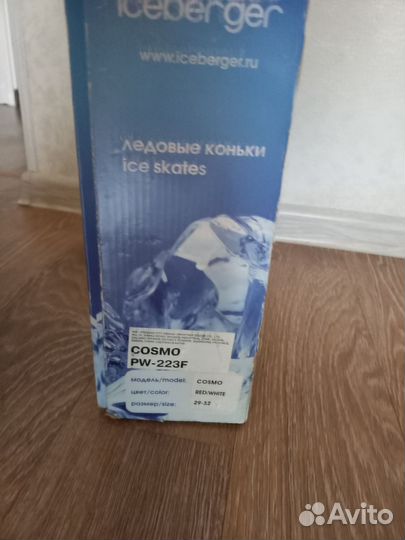 iceberger
www.iceberger.ru
ледовые коньки
ice skates
COSMO
PW-223F
модель/model: COSMO
цвет/color: RED/WHITE
размер/size: 29-32
Avito